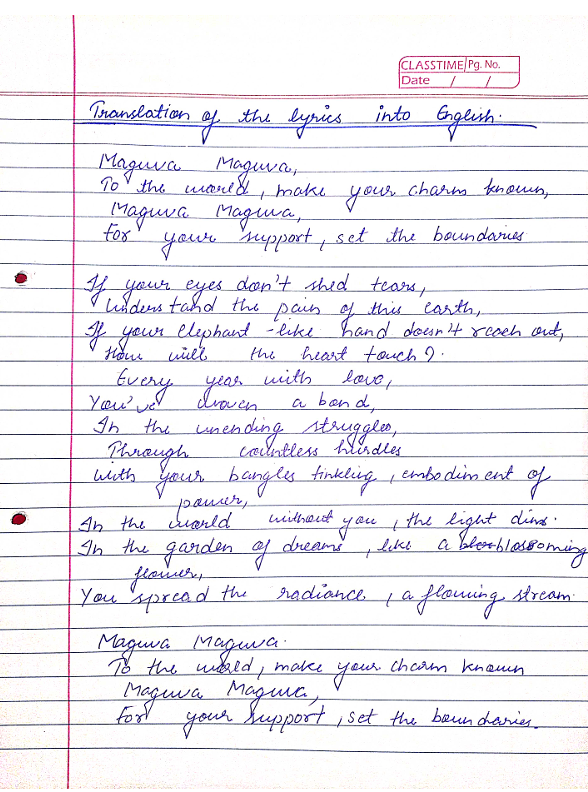 CLASSTIME Pg. No.
Date / /
Translation of the lyrics into English.
Maguva Maguva,
To the world, make your charm known,
Maguva Maguva,
For your support, set the boundaries
If your eyes don't shed tears,
Understand the pain of this earth,
If your elephant-like hand doesn't reach out,
How will the heart touch?
Every year with love,
You've woven a bond,
In the unending struggles,
Through countless hurdles
With your bangles tinkling, embodiment of
power,
In the world without you, the light dims.
In the garden of dreams, like a blossoming
flower,
You spread the radiance, a flowing stream.
Maguva Maguva.
To the world, make your charm known
Maguva Maguva,
For your support, set the boundaries.